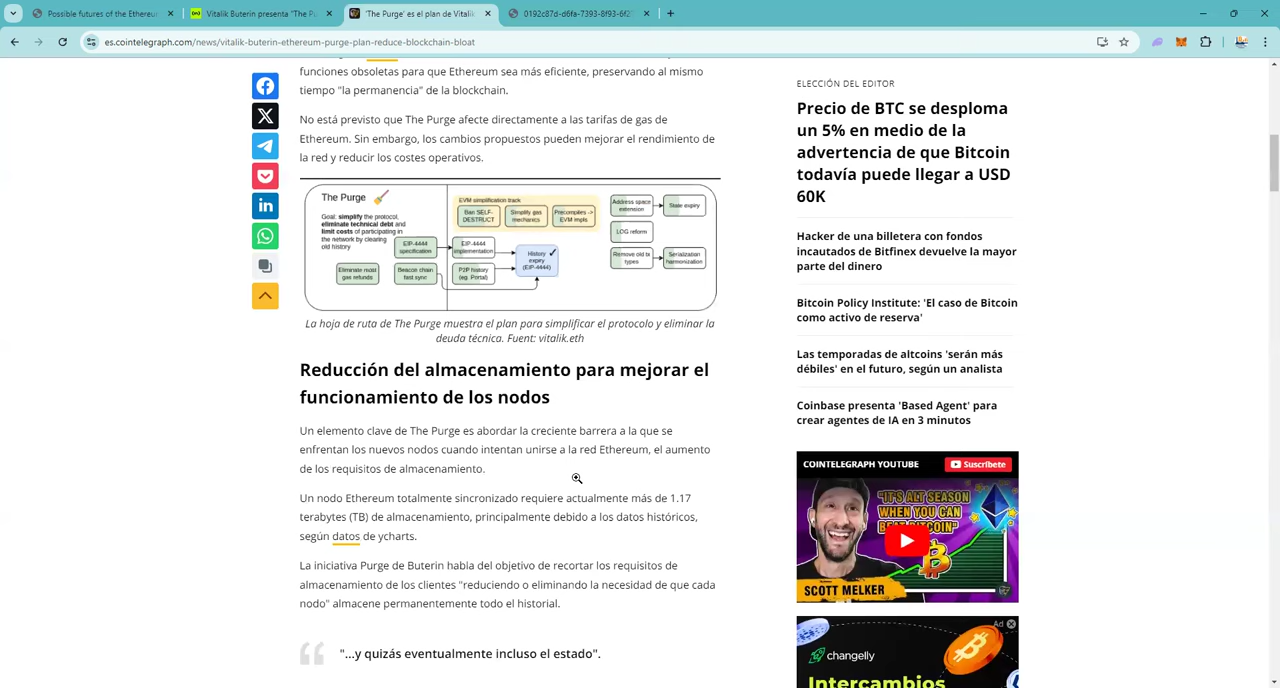 Possible futures of the Ethereu
Vitalik Buterin presenta "The Pu
'The Purge' es el plan de Vitalik
0192c87d-d6fa-7393-8f93-6f2
es.cointelegraph.com/news/vitalik-buterin-ethereum-purge-plan-reduce-blockchain-bloat
funciones obsoletas para que Ethereum sea más eficiente, preservando al mismo
tiempo "la permanencia" de la blockchain.
No está previsto que The Purge afecte directamente a las tarifas de gas de
Ethereum. Sin embargo, los cambios propuestos pueden mejorar el rendimiento de
la red y reducir los costes operativos.
The Purge
Goal: simplify the protocol,
eliminate technical debt and
limit costs of participating
in the network by clearing
old history
EVM simplification track
Ban SELF-
DESTRUCT
Simplify gas
mechanics
Precompiles ->
EVM impls
Address space
extension
State expiry
LOG reform
Remove old tx
types
Serialization
harmonization
EIP-4444
specification
EIP-4444
implementation
History
expiry
(EIP-4444)
Eliminate most
gas refunds
Beacon chain
fast sync
P2P history
(eg. Portal)
La hoja de ruta de The Purge muestra el plan para simplificar el protocolo y eliminar la
deuda técnica. Fuent: vitalik.eth
Reducción del almacenamiento para mejorar el
funcionamiento de los nodos
Un elemento clave de The Purge es abordar la creciente barrera a la que se
enfrentan los nuevos nodos cuando intentan unirse a la red Ethereum, el aumento
de los requisitos de almacenamiento.
Un nodo Ethereum totalmente sincronizado requiere actualmente más de 1.17
terabytes (TB) de almacenamiento, principalmente debido a los datos históricos,
según datos de ycharts.
La iniciativa Purge de Buterin habla del objetivo de recortar los requisitos de
almacenamiento de los clientes "reduciendo o eliminando la necesidad de que cada
nodo" almacene permanentemente todo el historial.
"...y quizás eventualmente incluso el estado".
ELECCIÓN DEL EDITOR
Precio de BTC se desploma
un 5% en medio de la
advertencia de que Bitcoin
todavía puede llegar a USD
60K
Hacker de una billetera con fondos
incautados de Bitfinex devuelve la mayor
parte del dinero
Bitcoin Policy Institute: 'El caso de Bitcoin
como activo de reserva'
Las temporadas de altcoins 'serán más
débiles' en el futuro, según un analista
Coinbase presenta 'Based Agent' para
crear agentes de IA en 3 minutos
COINTELEGRAPH YOUTUBE
Suscríbete
"IT'S ALT SEASON
WHEN YOU CAN
BEAT BITCOIN"
SCOTT MELKER
Ad
changelly
Intercambios